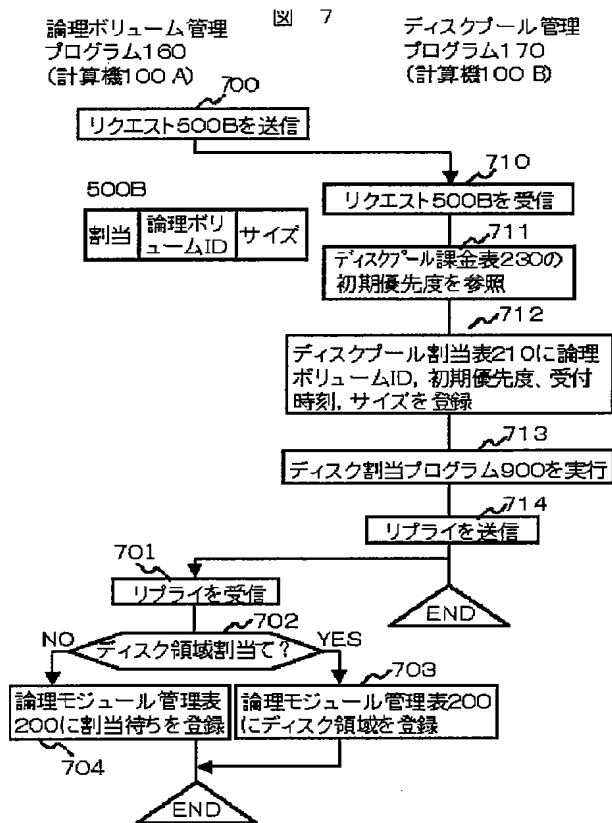 図 7
論理ボリューム管理
プログラム160
(計算機100 A)
ディスクプール管理
プログラム170
(計算機100 B)
700
リクエスト500Bを送信
710
リクエスト500Bを受信
500B
割当
論理ボリ
ュームID
サイズ
711
ディスクプール課金表230の
初期優先度を参照
712
ディスクプール割当表210に論理
ボリュームID, 初期優先度、受付
時刻, サイズを登録
713
ディスク割当プログラム900を実行
714
リプライを送信
701
リプライを受信
END
702
NO
ディスク領域割当て?
YES
703
論理モジュール管理表
200に割当待ちを登録
論理モジュール管理表200
にディスク領域を登録
704
END